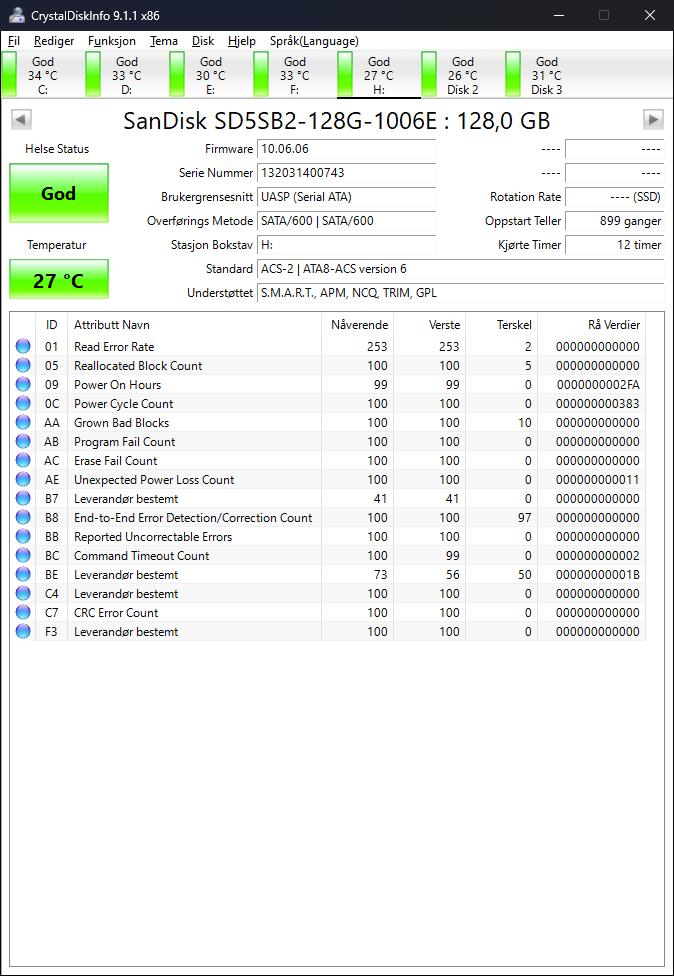 CrystalDiskInfo 9.1.1 x86
Fil Rediger Funksjon Tema Disk Hjelp Språk(Language)
God God God God God God God
34 °C 33 °C 30 °C 33 °C 27 °C 26 °C 31 °C
C: D: E: F: H: Disk 2 Disk 3
SanDisk SD5SB2-128G-1006E : 128,0 GB
Helse Status Firmware 10.06.06 ---- ----
God Serie Nummer 132031400743 ---- ----
Brukergrensesnitt UASP (Serial ATA) Rotation Rate ---- (SSD)
Overførings Metode SATA/600 | SATA/600 Oppstart Teller 899 ganger
Temperatur Stasjon Bokstav H: Kjørte Timer 12 timer
27 °C Standard ACS-2 | ATA8-ACS version 6
Understøttet S.M.A.R.T., APM, NCQ, TRIM, GPL
ID Attributt Navn Nåverende Verste Terskel Rå Verdier
01 Read Error Rate 253 253 2 000000000000
05 Reallocated Block Count 100 100 5 000000000000
09 Power On Hours 99 99 0 0000000002FA
0C Power Cycle Count 100 100 0 000000000383
AA Grown Bad Blocks 100 100 10 000000000000
AB Program Fail Count 100 100 0 000000000000
AC Erase Fail Count 100 100 0 000000000000
AE Unexpected Power Loss Count 100 100 0 000000000011
B7 Leverandør bestemt 41 41 0 000000000000
B8 End-to-End Error Detection/Correction Count 100 100 97 000000000000
BB Reported Uncorrectable Errors 100 100 0 000000000000
BC Command Timeout Count 100 99 0 000000000002
BE Leverandør bestemt 73 56 50 00000000001B
C4 Leverandør bestemt 100 100 0 000000000000
C7 CRC Error Count 100 100 0 000000000000
F3 Leverandør bestemt 100 100 0 000000000000